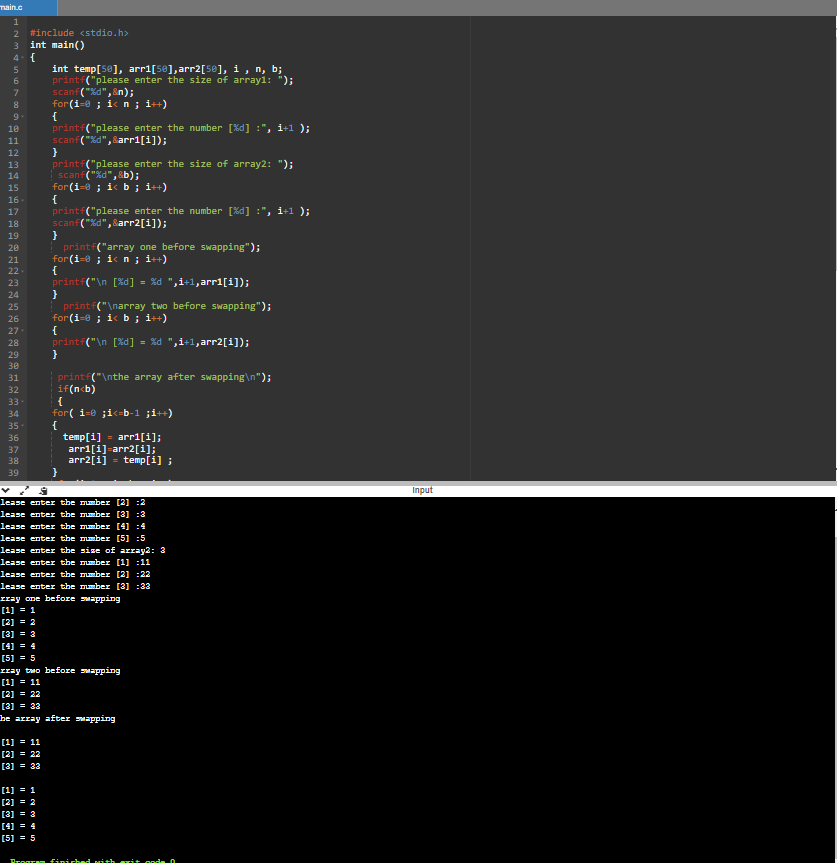 main.c
1
2 #include <stdio.h>
3 int main()
4 {
5 int temp[50], arr1[50],arr2[50], i , n, b;
6 printf("please enter the size of array1: ");
7 scanf("%d",&n);
8 for(i=0 ; i< n ; i++)
9 {
10 printf("please enter the number [%d] :", i+1 );
11 scanf("%d",&arr1[i]);
12 }
13 printf("please enter the size of array2: ");
14 scanf("%d",&b);
15 for(i=0 ; i< b ; i++)
16 {
17 printf("please enter the number [%d] :", i+1 );
18 scanf("%d",&arr2[i]);
19 }
20 printf("array one before swapping");
21 for(i=0 ; i< n ; i++)
22 {
23 printf("\n [%d] = %d ",i+1,arr1[i]);
24 }
25 printf("\narray two before swapping");
26 for(i=0 ; i< b ; i++)
27 {
28 printf("\n [%d] = %d ",i+1,arr2[i]);
29 }
30
31 printf("\nthe array after swapping\n");
32 if(n<b)
33 {
34 for( i=0 ;i<=b-1 ;i++)
35 {
36 temp[i] = arr1[i];
37 arr1[i]=arr2[i];
38 arr2[i] = temp[i] ;
39 }
input
lease enter the number [2] :2
lease enter the number [3] :3
lease enter the number [4] :4
lease enter the number [5] :5
lease enter the size of array2: 3
lease enter the number [1] :11
lease enter the number [2] :22
lease enter the number [3] :33
rray one before swapping
[1] = 1
[2] = 2
[3] = 3
[4] = 4
[5] = 5
rray two before swapping
[1] = 11
[2] = 22
[3] = 33
he array after swapping
[1] = 11
[2] = 22
[3] = 33
[1] = 1
[2] = 2
[3] = 3
[4] = 4
[5] = 5
Program finished with exit code 0